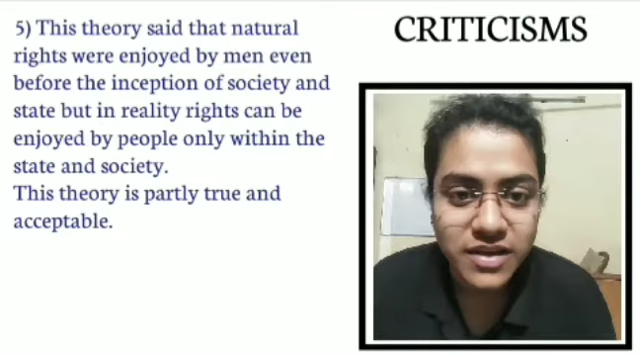 CRITICISMS
5) This theory said that natural
rights were enjoyed by men even
before the inception of society and
state but in reality rights can be
enjoyed by people only within the
state and society.
This theory is partly true and
acceptable.